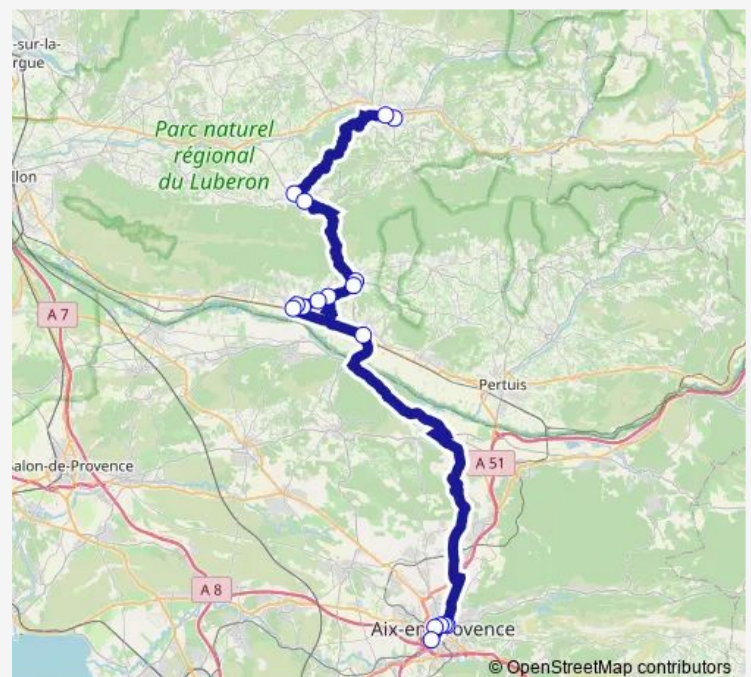 -sur-la-
rgue
Parc naturel
régional
du Luberon
llon
A 7
Pertuis
alon-de-Provence
A 51
A 8
Aix-en-Provence
© OpenStreetMap contributors